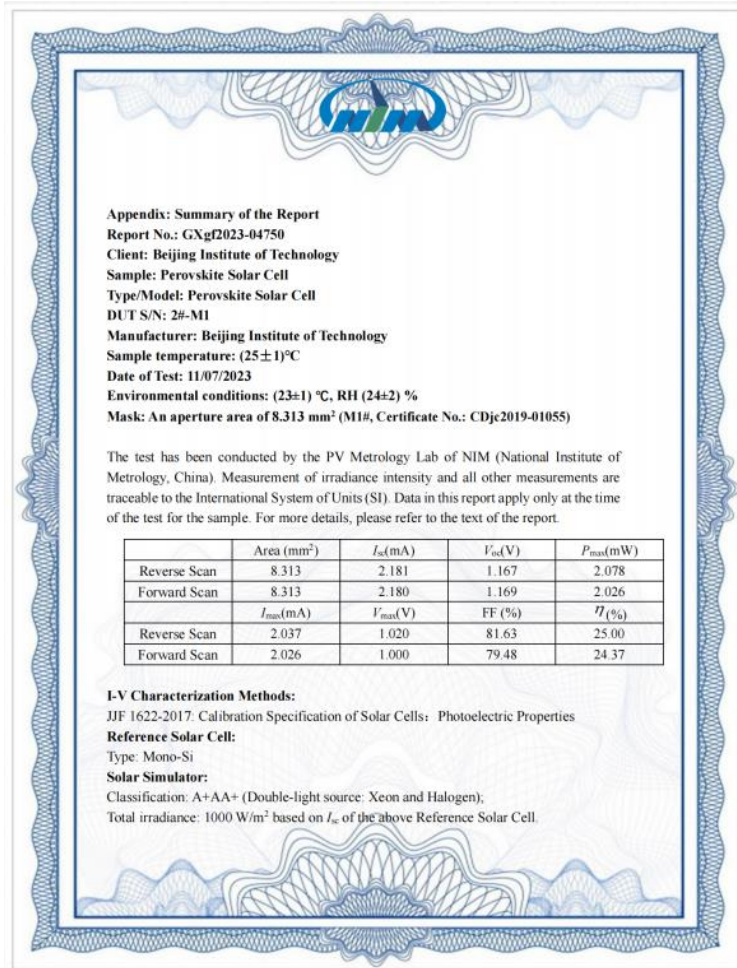 NIM
Appendix: Summary of the Report
Report No.: GXgf2023-04750
Client: Beijing Institute of Technology
Sample: Perovskite Solar Cell
Type/Model: Perovskite Solar Cell
DUT S/N: 2#-M1
Manufacturer: Beijing Institute of Technology
Sample temperature: (25±1)℃
Date of Test: 11/07/2023
Environmental conditions: (23±1) ℃, RH (24±2) %
Mask: An aperture area of 8.313 mm² (M1#, Certificate No.: CDjc2019-01055)
The test has been conducted by the PV Metrology Lab of NIM (National Institute of
Metrology, China). Measurement of irradiance intensity and all other measurements are
traceable to the International System of Units (SI). Data in this report apply only at the time
of the test for the sample. For more details, please refer to the text of the report.
Area (mm²) Isc(mA) Voc(V) Pmax(mW)
Reverse Scan 8.313 2.181 1.167 2.078
Forward Scan 8.313 2.180 1.169 2.026
Imax(mA) Vmax(V) FF (%) η(%)
Reverse Scan 2.037 1.020 81.63 25.00
Forward Scan 2.026 1.000 79.48 24.37
I-V Characterization Methods:
JJF 1622-2017: Calibration Specification of Solar Cells: Photoelectric Properties
Reference Solar Cell:
Type: Mono-Si
Solar Simulator:
Classification: A+AA+ (Double-light source: Xeon and Halogen);
Total irradiance: 1000 W/m² based on Isc of the above Reference Solar Cell.